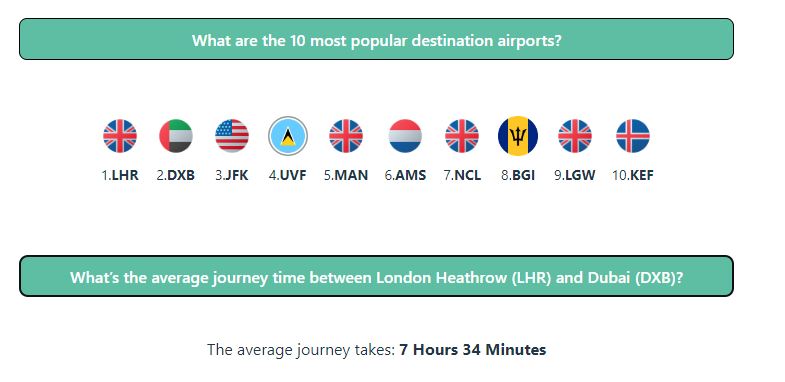 What are the 10 most popular destination airports?
1.LHR 2.DXB 3.JFK 4.UVF 5.MAN 6.AMS 7.NCL 8.BGI 9.LGW 10.KEF
What's the average journey time between London Heathrow (LHR) and Dubai (DXB)?
The average journey takes: 7 Hours 34 Minutes